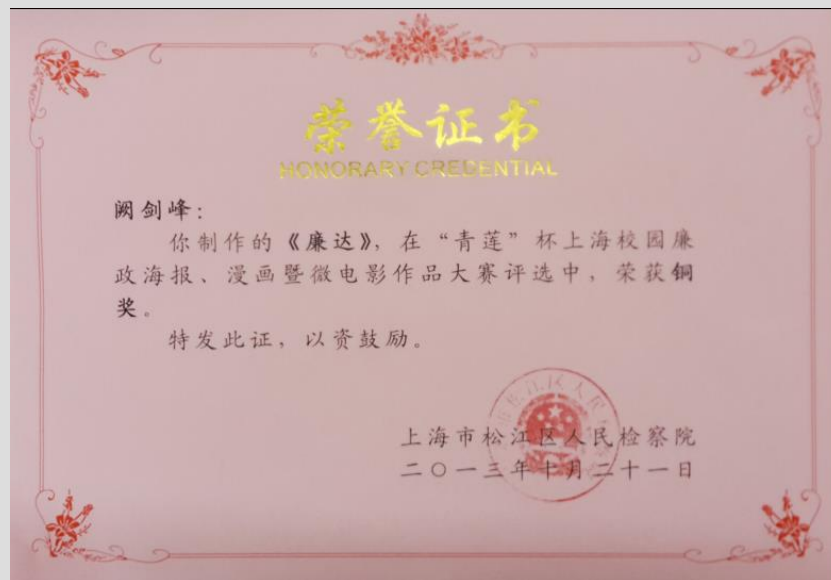 荣誉证书
HONORARY CREDENTIAL
阙剑峰：
你制作的《廉达》，在“青莲”杯上海校园廉
政海报、漫画暨微电影作品大赛评选中，荣获铜
奖。
特发此证，以资鼓励。
上海市松江区人民检察院
二〇一三年十月二十一日